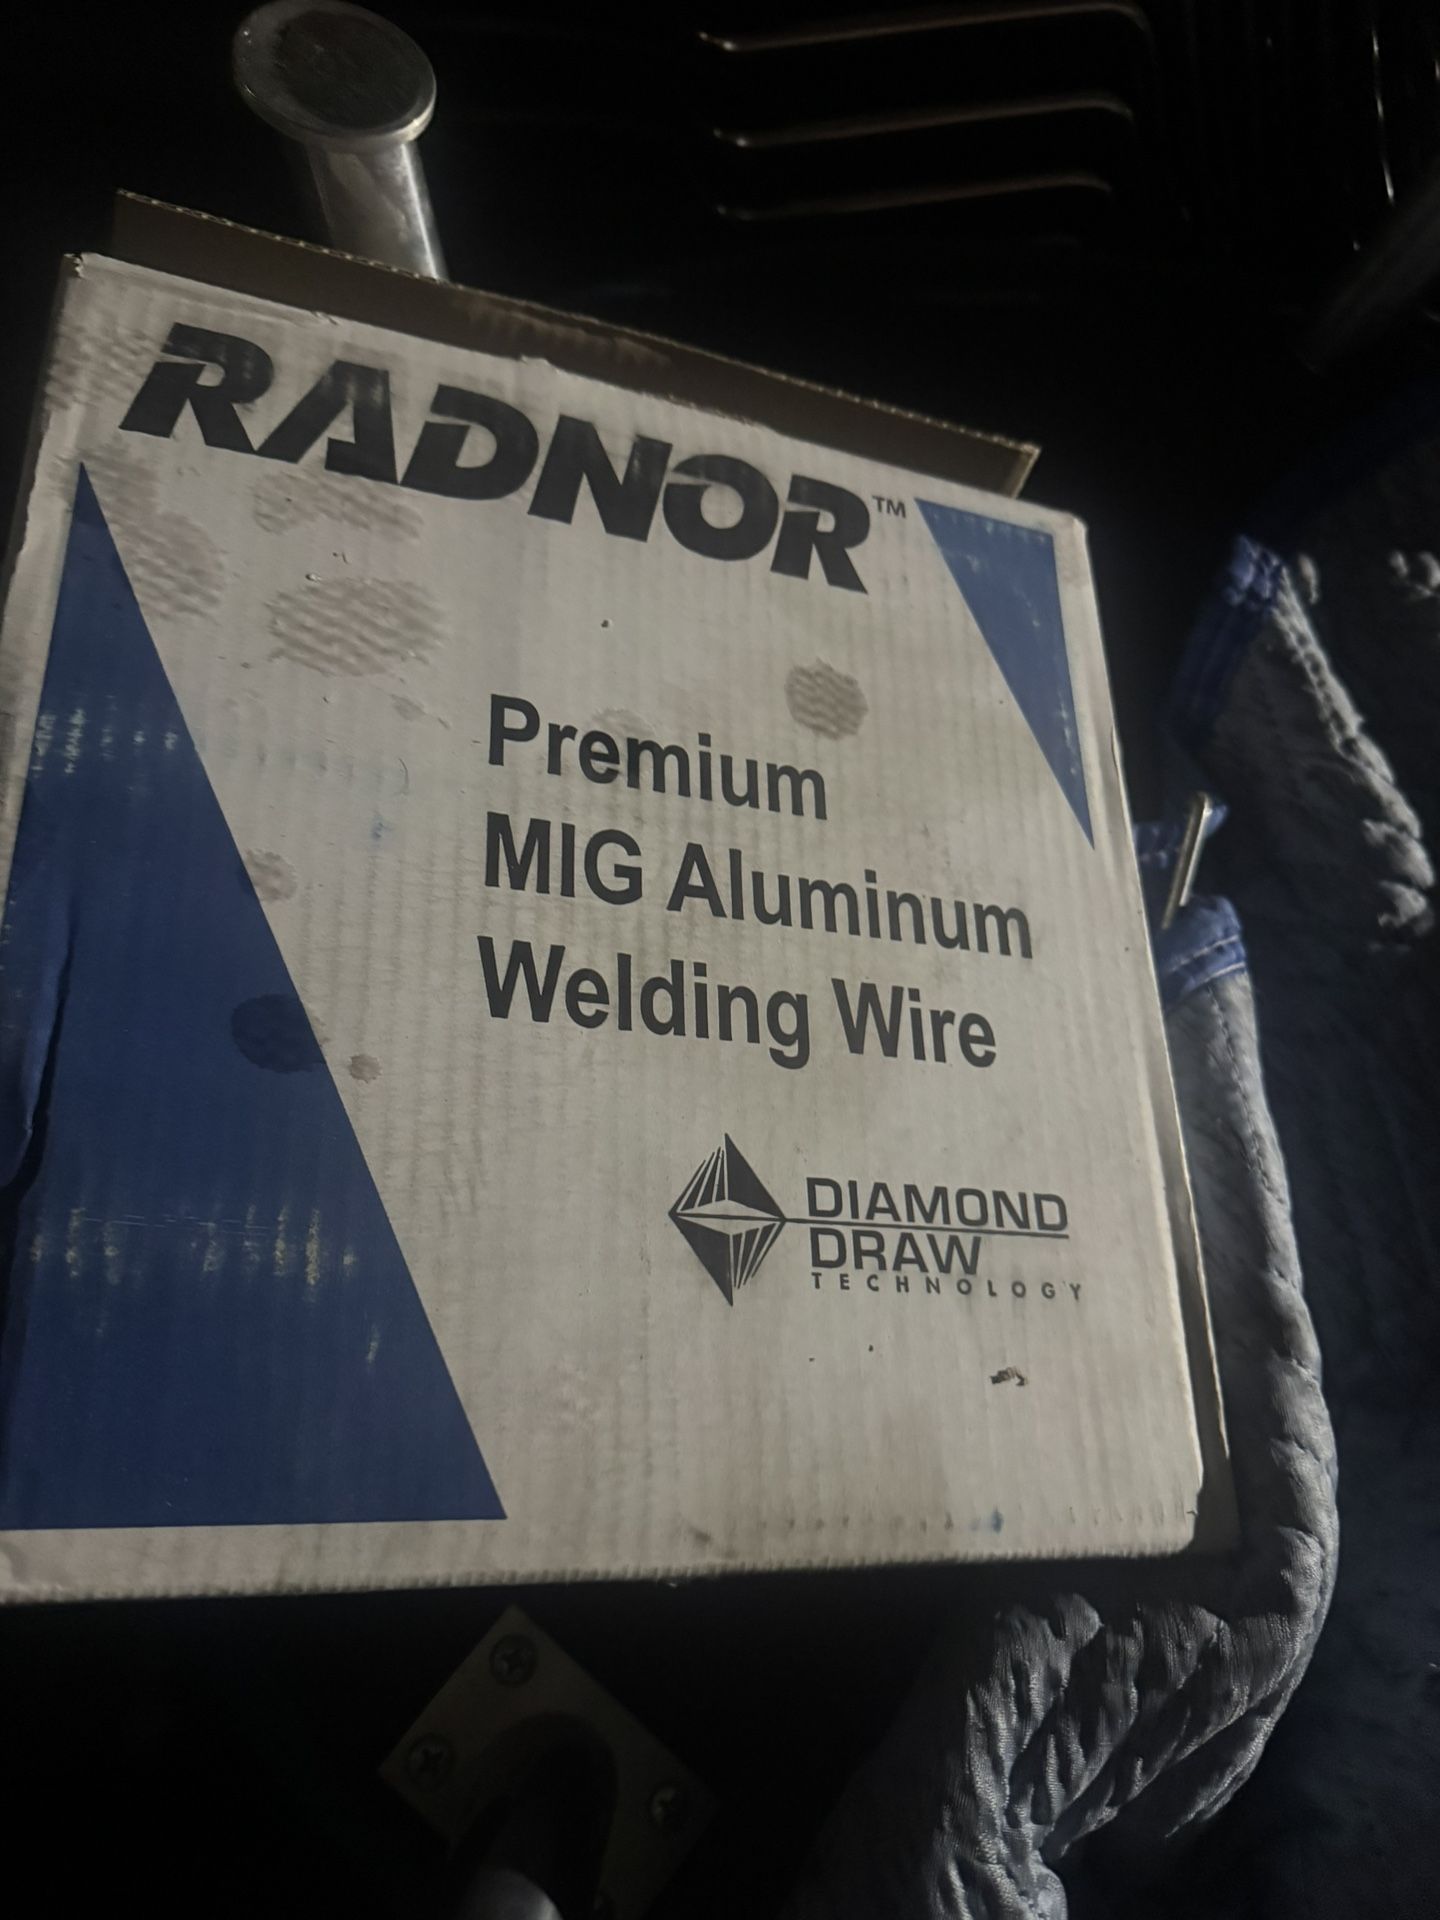 RADNOR™
Premium
MIG Aluminum
Welding Wire
DIAMOND
DRAW
TECHNOLOGY